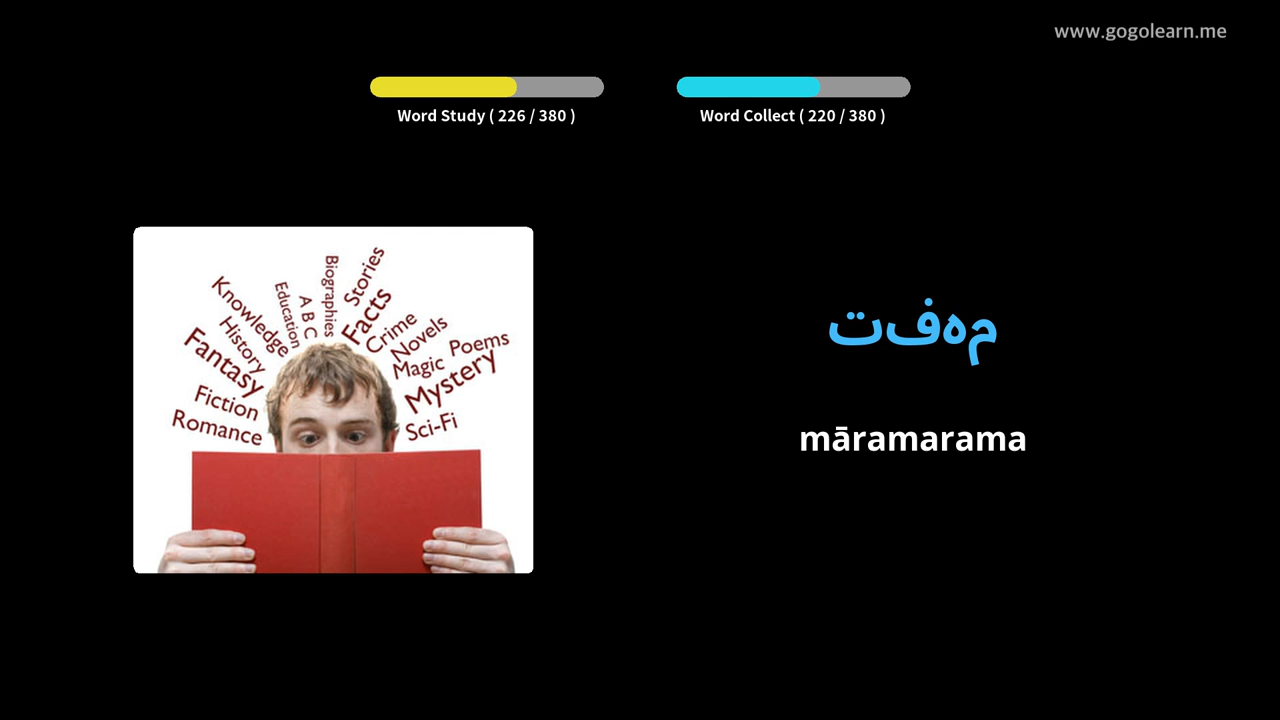 www.gogolearn.me
Word Study ( 226 / 380 )
Word Collect ( 220 / 380 )
Biographies
Stories
Education
A B C
Facts
Knowledge
Crime
History
Novels
Poems
Fantasy
Magic
Mystery
Fiction
Romance
Sci-Fi
مهفت
māramarama